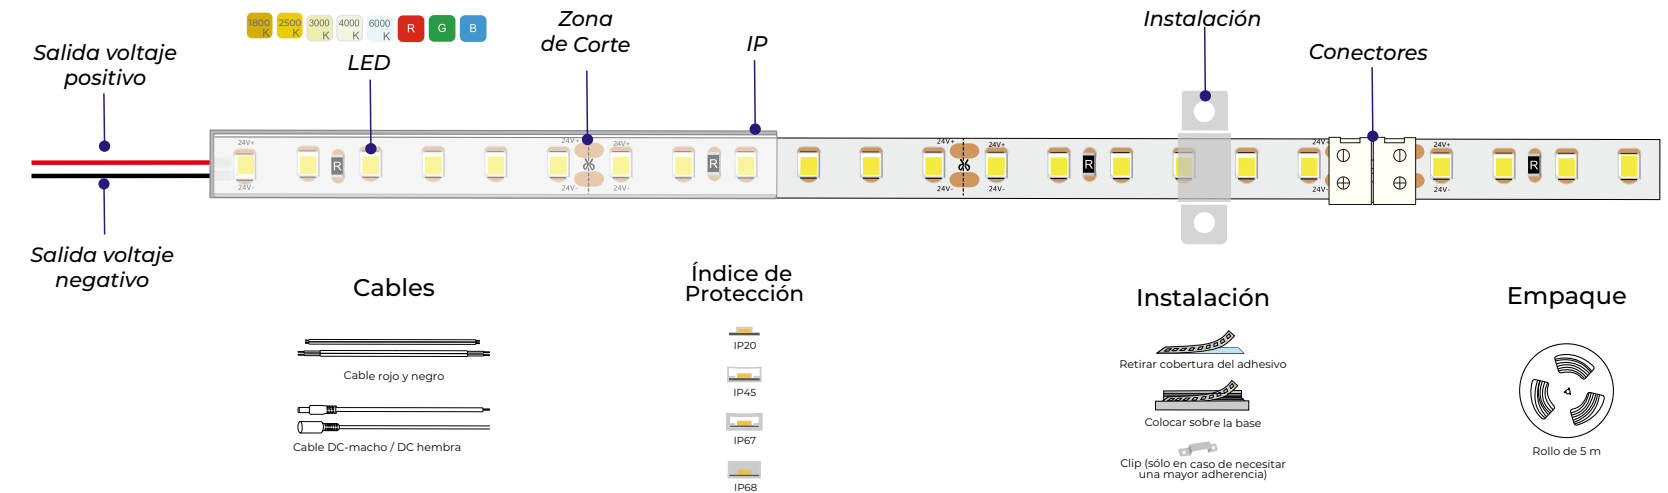 1800
K
2500
K
3000
K
4000
K
6000
K
R
G
B
Salida voltaje
positivo
LED
Zona
de Corte
IP
Instalación
Conectores
24V+
24V+
24V+
24V+
24V+
24V+
24V+
R
R
R
R
24V-
24V-
24V-
24V-
24V-
24V-
24V-
Salida voltaje
negativo
Cables
Cable rojo y negro
Cable DC-macho / DC hembra
Índice de
Protección
IP20
IP45
IP67
IP68
Instalación
Retirar cobertura del adhesivo
Colocar sobre la base
Clip (sólo en caso de necesitar
una mayor adherencia)
Empaque
Rollo de 5 m